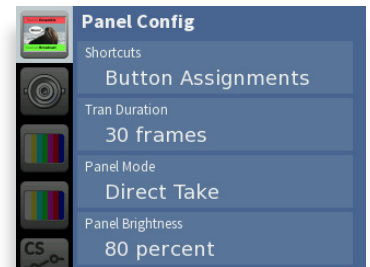 Panel Config
Shortcuts
Button Assignments
Tran Duration
30 frames
Panel Mode
Direct Take
Panel Brightness
80 percent
CS